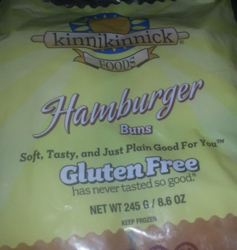 kinnikinnick
FOODS
Hamburger
Buns
Soft, Tasty, and Just Plain Good For You™
Gluten Free
has never tasted so good.®
NET WT 245 G / 8.6 OZ
KEEP FROZEN